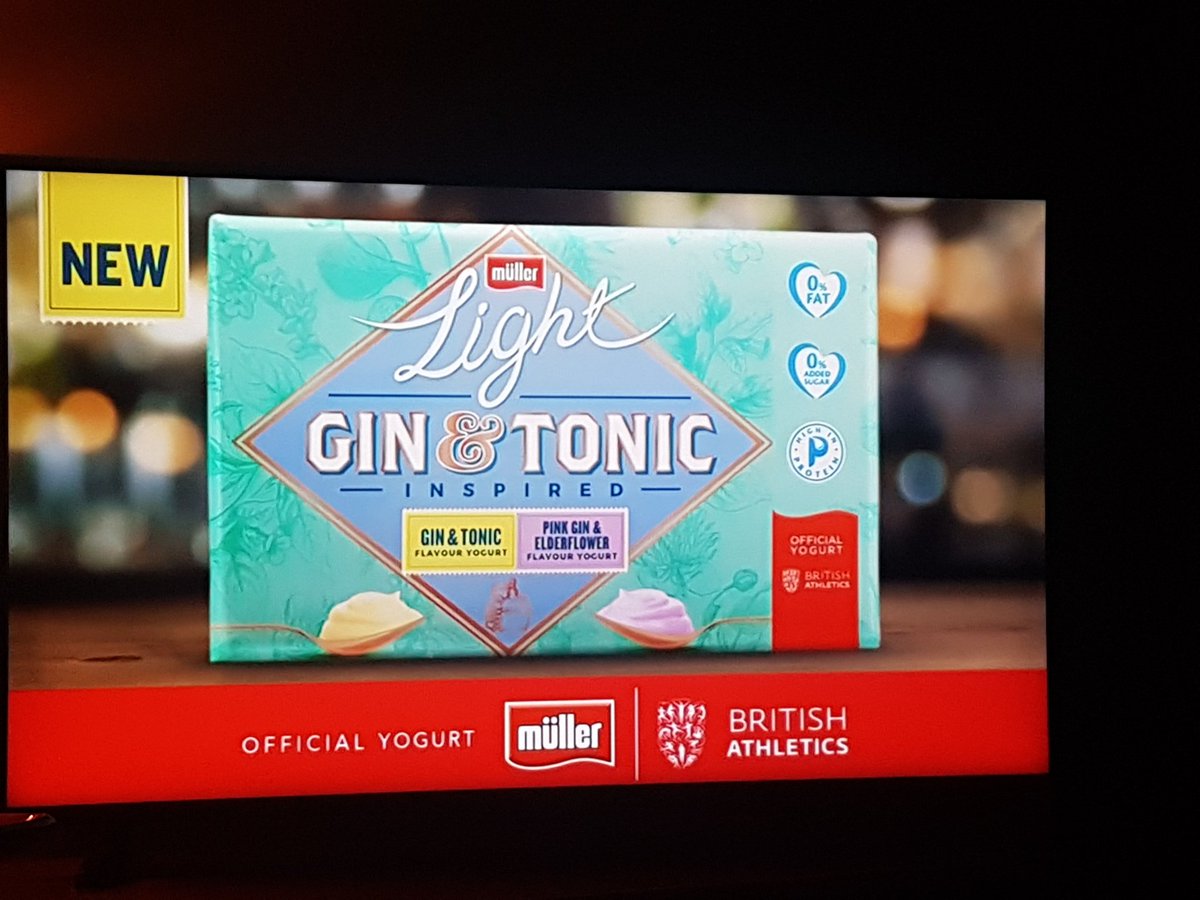 NEW
müller
Light
GIN & TONIC
INSPIRED
GIN & TONIC
FLAVOUR YOGURT
PINK GIN &
ELDERFLOWER
FLAVOUR YOGURT
0%
FAT
0%
ADDED
SUGAR
HIGH IN
P
PROTEIN
OFFICIAL
YOGURT
BRITISH
ATHLETICS
OFFICIAL YOGURT
müller
BRITISH
ATHLETICS